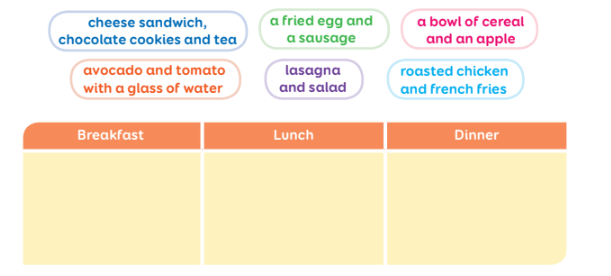 cheese sandwich,
chocolate cookies and tea
a fried egg and
a sausage
a bowl of cereal
and an apple
avocado and tomato
with a glass of water
lasagna
and salad
roasted chicken
and french fries
Breakfast
Lunch
Dinner